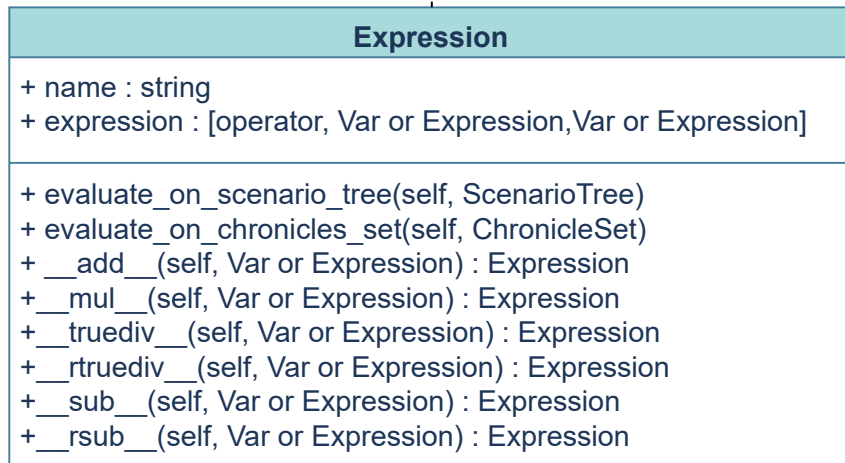 Expression
+ name : string
+ expression : [operator, Var or Expression,Var or Expression]
+ evaluate_on_scenario_tree(self, ScenarioTree)
+ evaluate_on_chronicles_set(self, ChronicleSet)
+ __add__(self, Var or Expression) : Expression
+__mul__(self, Var or Expression) : Expression
+__truediv__(self, Var or Expression) : Expression
+__rtruediv__(self, Var or Expression) : Expression
+__sub__(self, Var or Expression) : Expression
+__rsub__(self, Var or Expression) : Expression